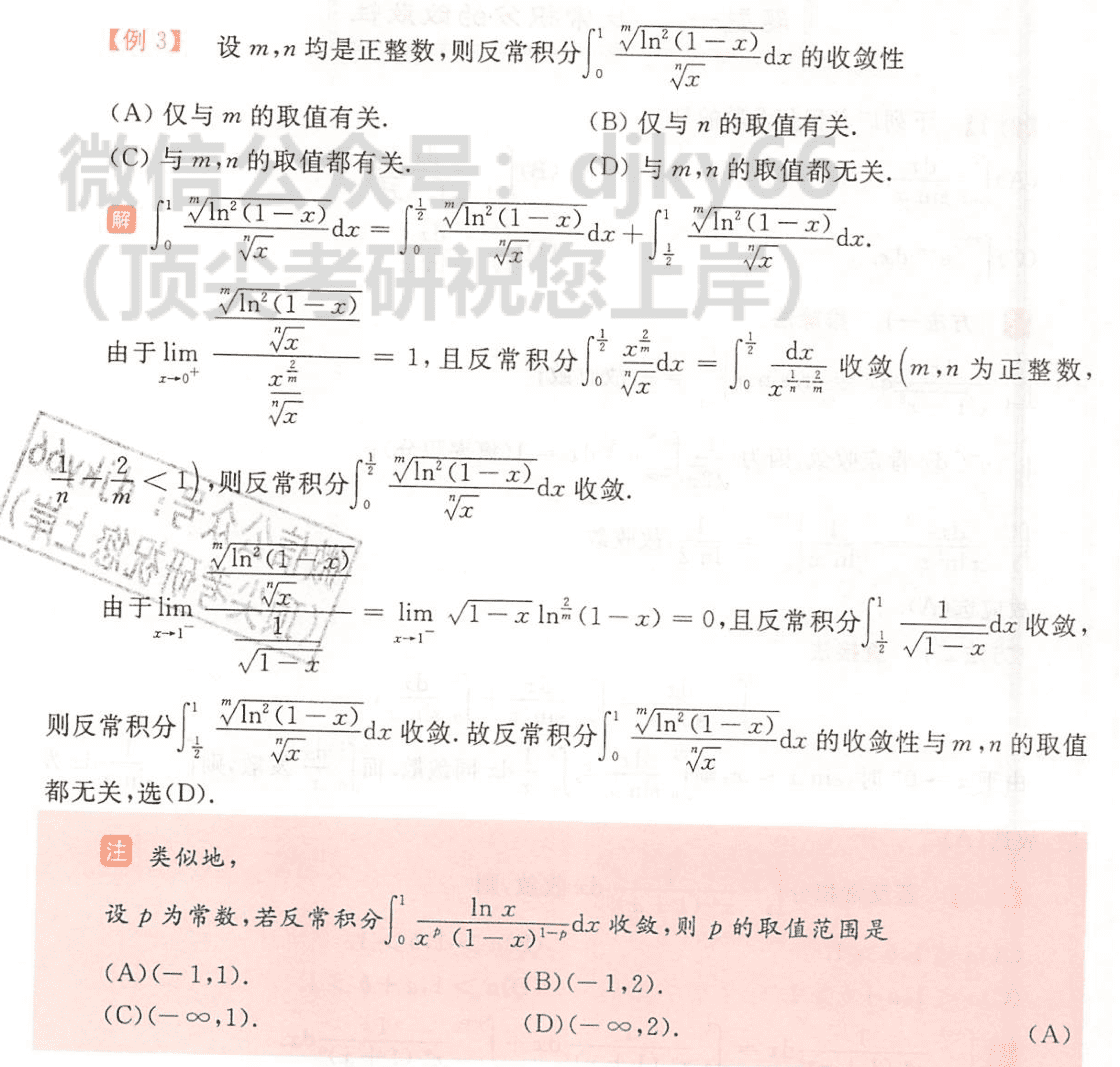 【例 3】 设 m,n 均是正整数,则反常积分∫₀¹ \frac{\sqrt[m]{\ln^2(1-x)}}{\sqrt[n]{x}}dx 的收敛性
(A) 仅与 m 的取值有关. (B) 仅与 n 的取值有关.
(C) 与 m,n 的取值都有关. (D) 与 m,n 的取值都无关.
微信公众号:djky66
解 \int_0^1 \frac{\sqrt[m]{\ln^2(1-x)}}{\sqrt[n]{x}}dx = \int_0^{\frac{1}{2}} \frac{\sqrt[m]{\ln^2(1-x)}}{\sqrt[n]{x}}dx + \int_{\frac{1}{2}}^1 \frac{\sqrt[m]{\ln^2(1-x)}}{\sqrt[n]{x}}dx.
(顶尖考研祝您上岸)
由于 \lim_{x→0^+} \frac{\frac{\sqrt[m]{\ln^2(1-x)}}{\sqrt[n]{x}}}{\frac{x^{\frac{2}{m}}}{\sqrt[n]{x}}} = 1, 且反常积分 \int_0^{\frac{1}{2}} \frac{x^{\frac{2}{m}}}{\sqrt[n]{x}}dx = \int_0^{\frac{1}{2}} \frac{dx}{x^{\frac{1}{n}-\frac{2}{m}}} 收敛(m,n 为正整数,
\frac{1}{n} - \frac{2}{m} < 1),则反常积分 \int_0^{\frac{1}{2}} \frac{\sqrt[m]{\ln^2(1-x)}}{\sqrt[n]{x}}dx 收敛.
微信公众号:djky66
(顶尖考研祝您上岸)
由于 \lim_{x→1^-} \frac{\frac{\sqrt[m]{\ln^2(1-x)}}{\sqrt[n]{x}}}{\frac{1}{\sqrt{1-x}}} = \lim_{x→1^-} \sqrt{1-x} \ln^{\frac{2}{m}}(1-x) = 0,且反常积分 \int_{\frac{1}{2}}^1 \frac{1}{\sqrt{1-x}}dx 收敛,
则反常积分 \int_{\frac{1}{2}}^1 \frac{\sqrt[m]{\ln^2(1-x)}}{\sqrt[n]{x}}dx 收敛.故反常积分 \int_0^1 \frac{\sqrt[m]{\ln^2(1-x)}}{\sqrt[n]{x}}dx 的收敛性与 m,n 的取值
都无关,选(D).
注 类似地,
设 p 为常数,若反常积分 \int_0^1 \frac{\ln x}{x^p (1-x)^{1-p}}dx 收敛,则 p 的取值范围是
(A)(-1,1). (B)(-1,2).
(C)(-∞,1). (D)(-∞,2). (A)